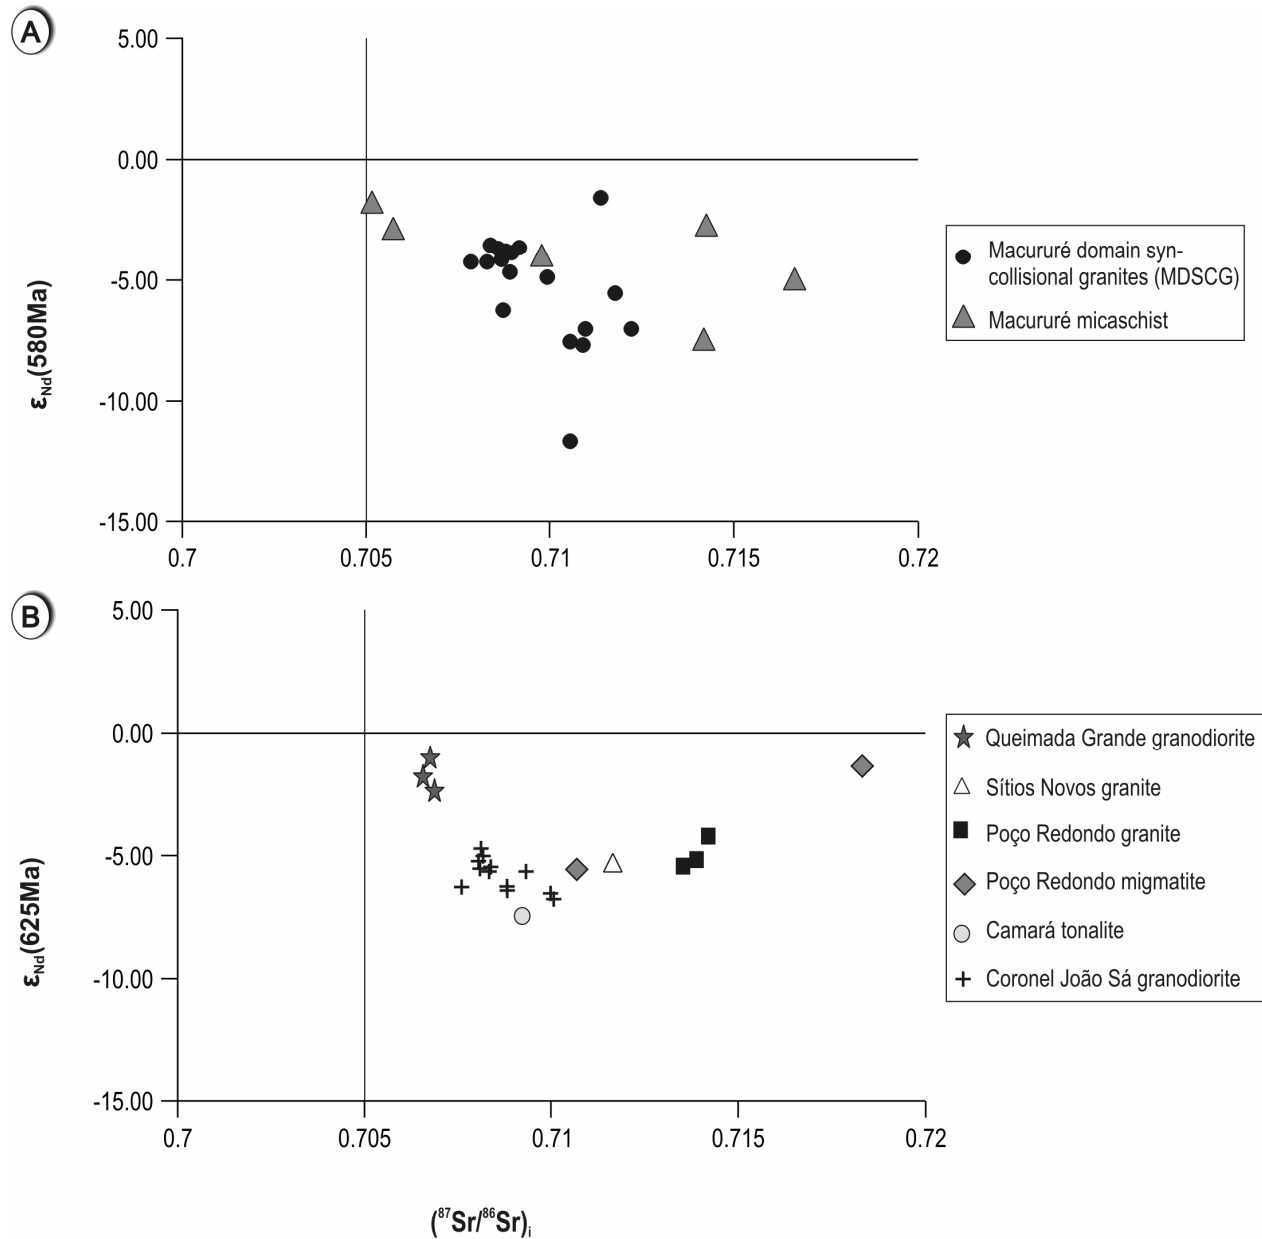 A
5.00
0.00
-5.00
-10.00
-15.00
εNd(580Ma)
0.7
0.705
0.71
0.715
0.72
Macururé domain syn-
collisional granites (MDSCG)
Macururé micaschist
B
5.00
0.00
-5.00
-10.00
-15.00
εNd(625Ma)
0.7
0.705
0.71
0.715
0.72
Queimada Grande granodiorite
Sítios Novos granite
Poço Redondo granite
Poço Redondo migmatite
Camará tonalite
Coronel João Sá granodiorite
(⁸⁷Sr/⁸⁶Sr)ᵢ